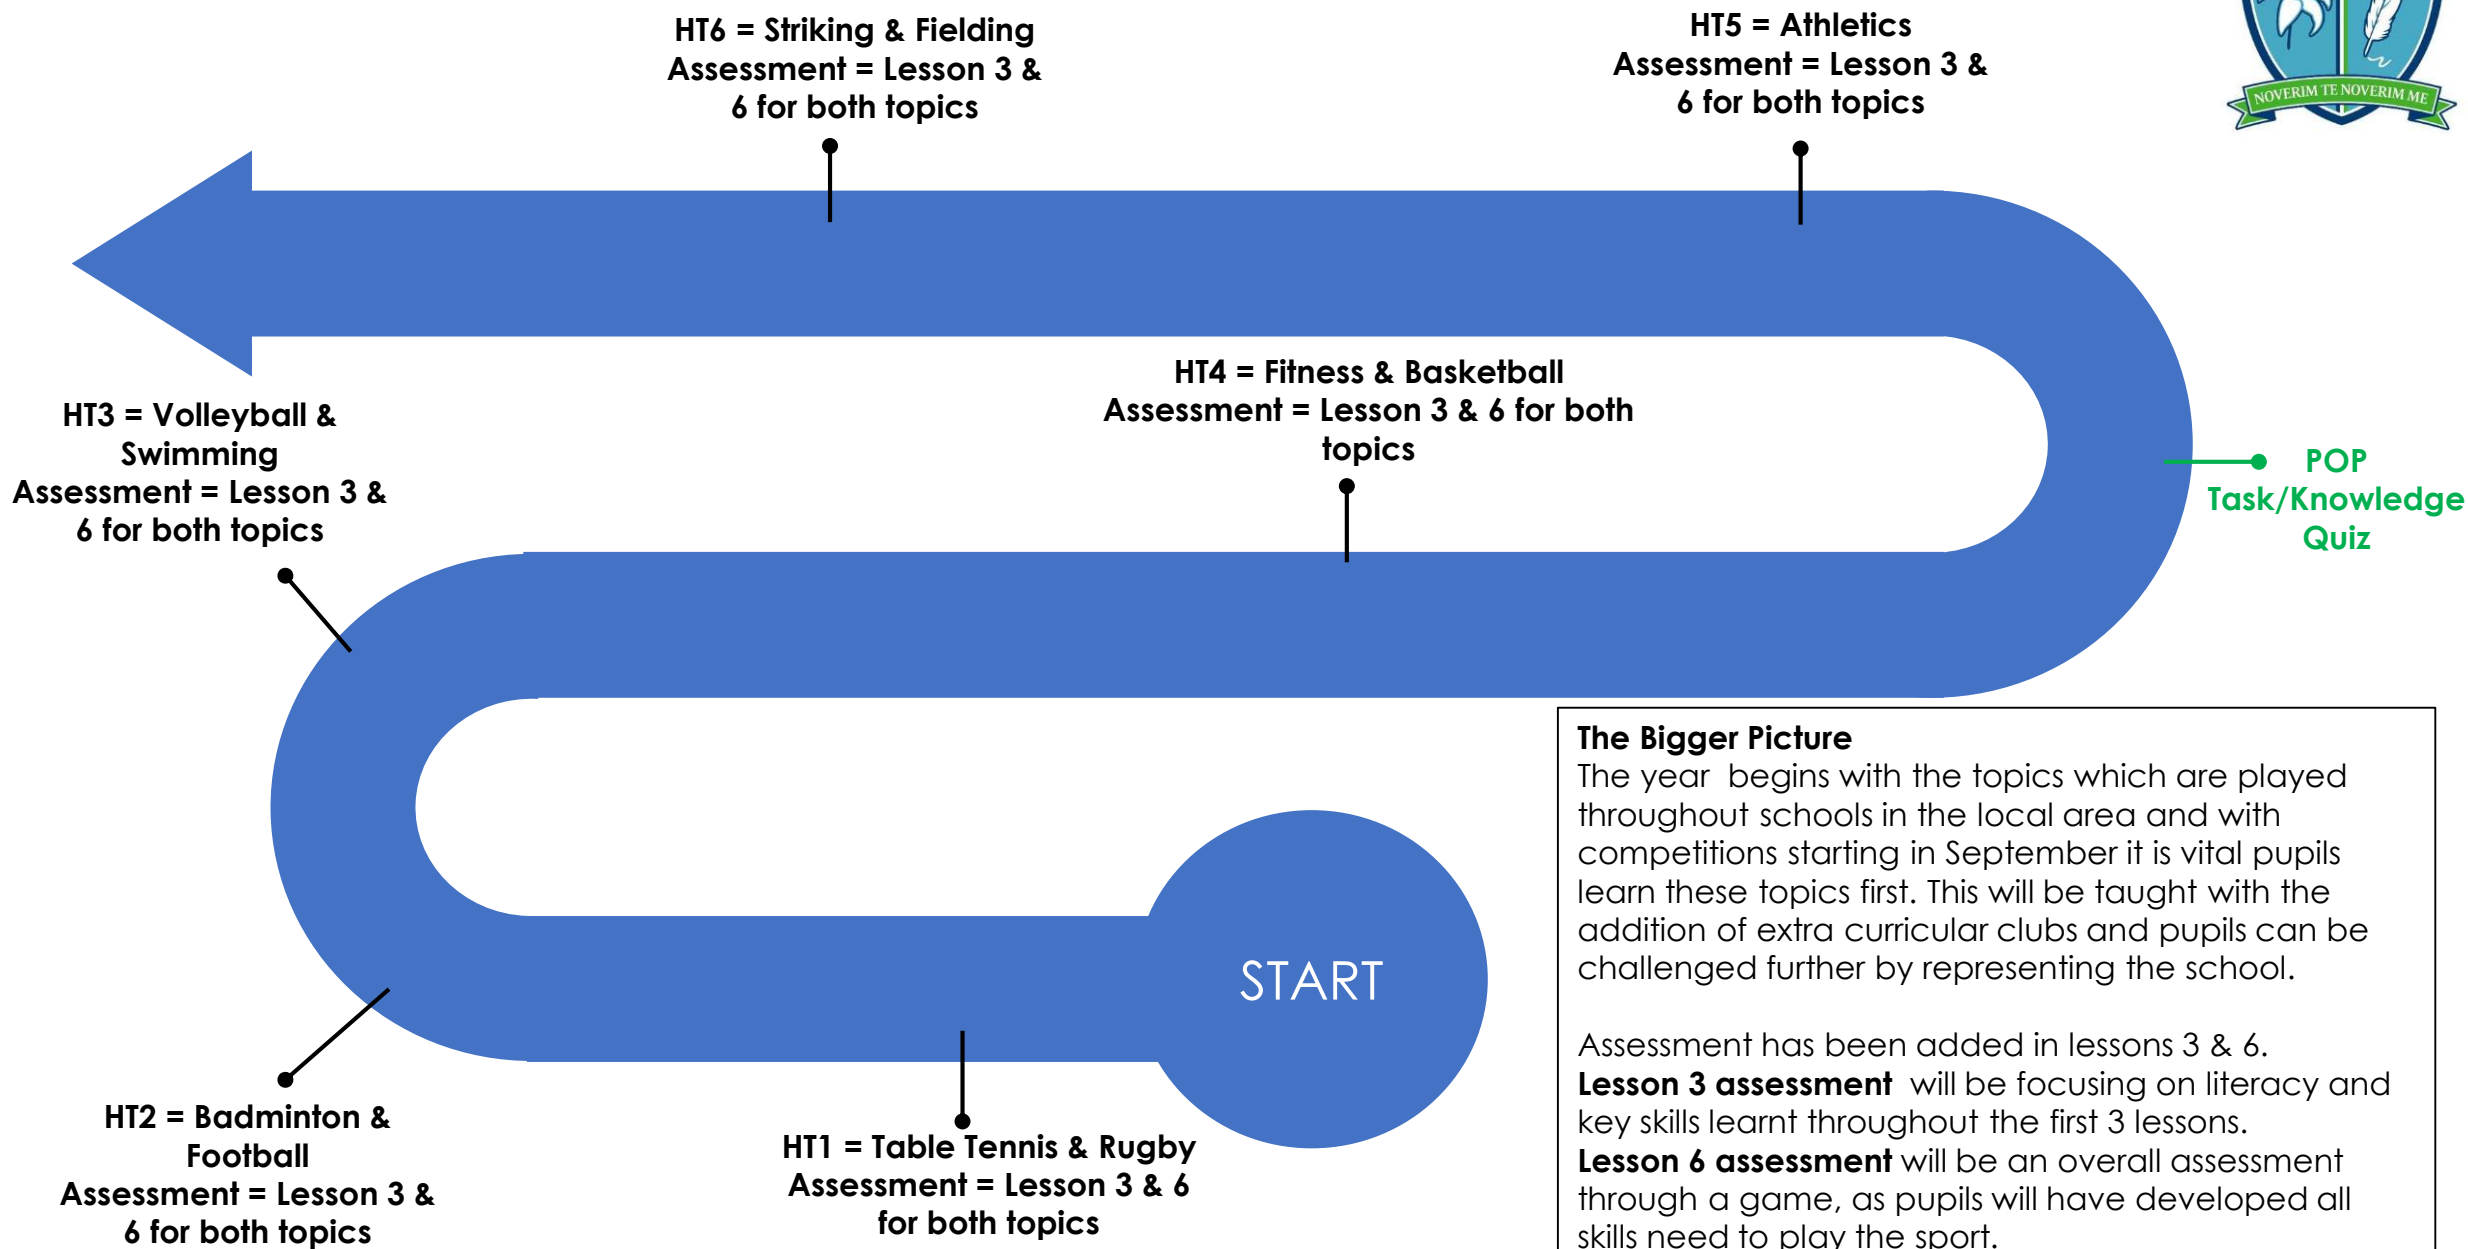 HT6 = Striking & Fielding
Assessment = Lesson 3 &
6 for both topics
HT5 = Athletics
Assessment = Lesson 3 &
6 for both topics
NOVERIM TE NOVERIM ME
HT4 = Fitness & Basketball
Assessment = Lesson 3 & 6 for both
topics
HT3 = Volleyball &
Swimming
Assessment = Lesson 3 &
6 for both topics
POP
Task/Knowledge
Quiz
START
HT2 = Badminton &
Football
Assessment = Lesson 3 &
6 for both topics
HT1 = Table Tennis & Rugby
Assessment = Lesson 3 & 6
for both topics
The Bigger Picture
The year begins with the topics which are played
throughout schools in the local area and with
competitions starting in September it is vital pupils
learn these topics first. This will be taught with the
addition of extra curricular clubs and pupils can be
challenged further by representing the school.
Assessment has been added in lessons 3 & 6.
Lesson 3 assessment will be focusing on literacy and
key skills learnt throughout the first 3 lessons.
Lesson 6 assessment will be an overall assessment
through a game, as pupils will have developed all
skills need to play the sport.